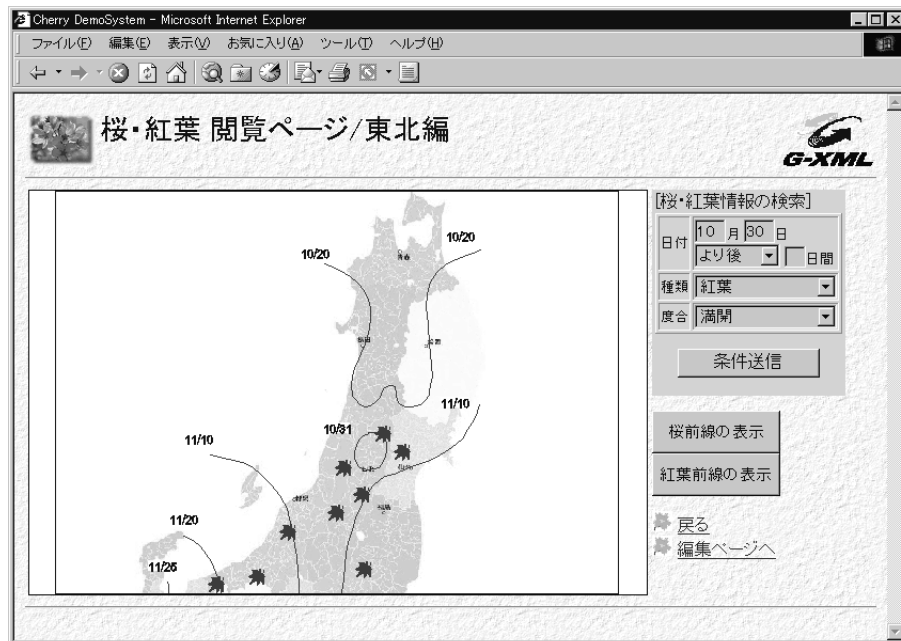 Cherry DemoSystem - Microsoft Internet Explorer
ファイル(F) 編集(E) 表示(V) お気に入り(A) ツール(T) ヘルプ(H)
桜・紅葉 閲覧ページ/東北編
G-XML
[桜・紅葉情報の検索]
日付 10 月 30 日
より後 日間
種類 紅葉
度合 満開
条件送信
桜前線の表示
紅葉前線の表示
戻る
編集ページへ
10/20
10/20
11/10
10/31
11/10
11/20
11/25